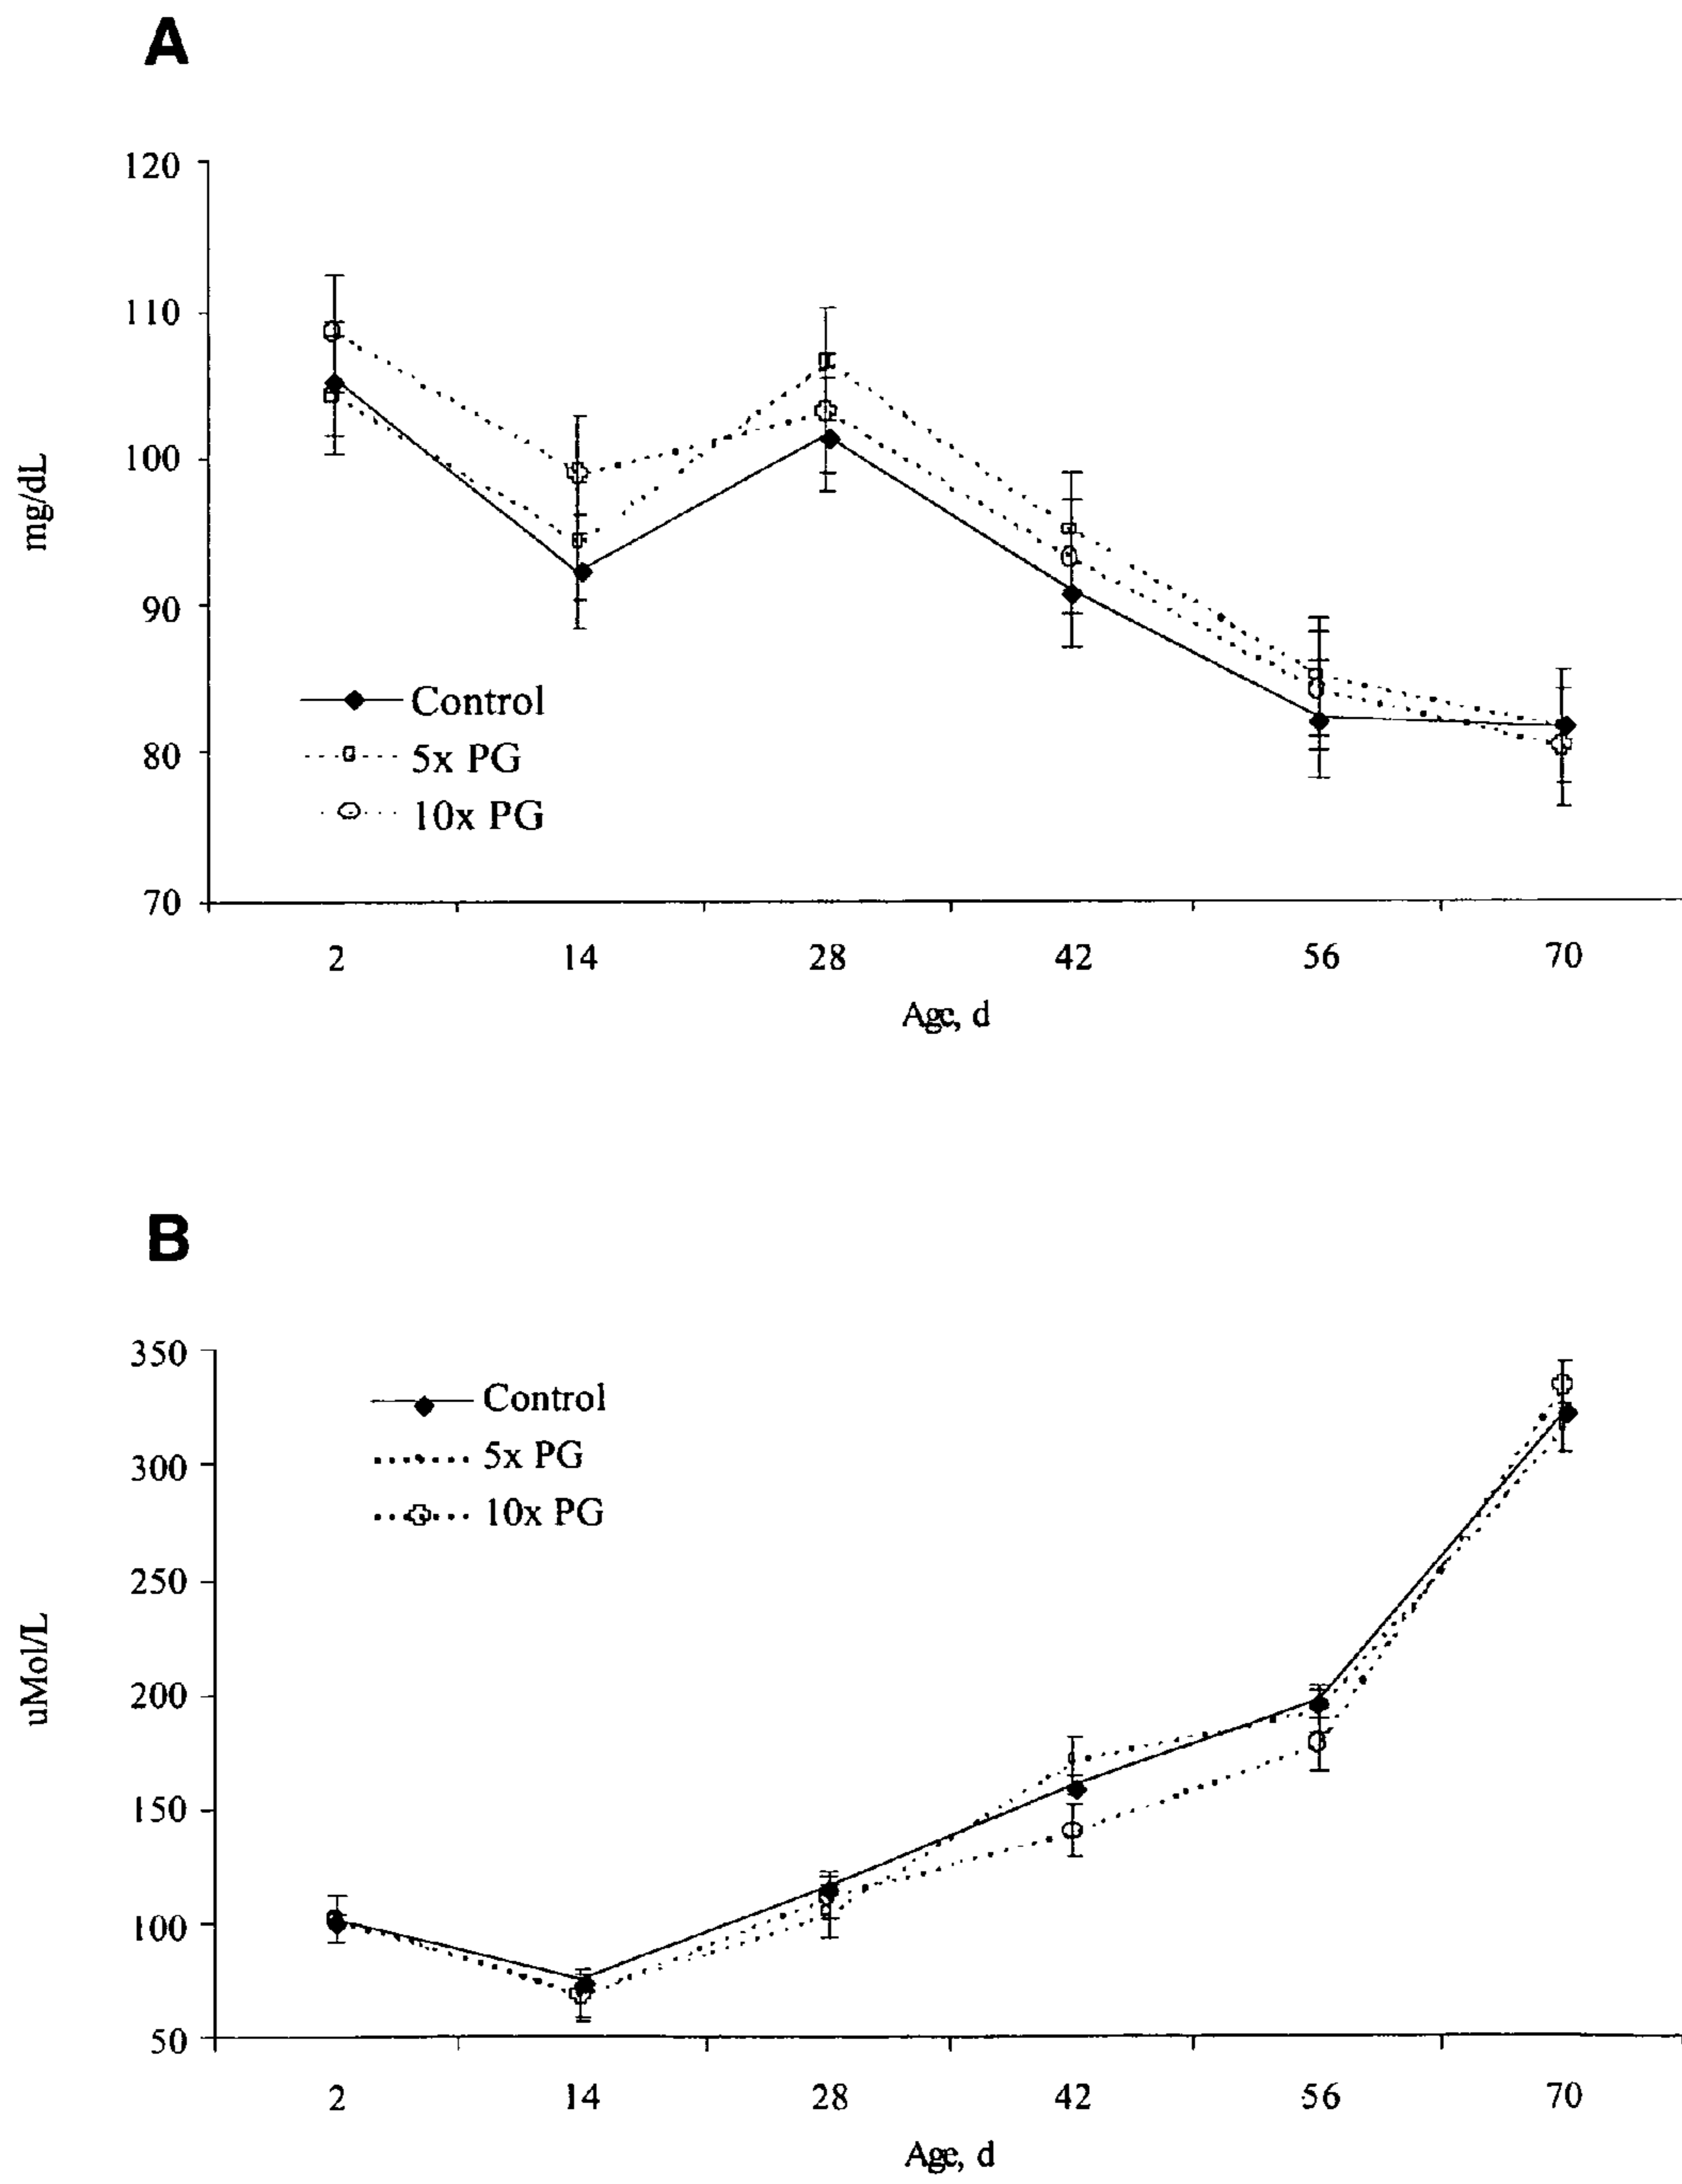 A
120
110
100
90
80
70
mg/dL
Control
5x PG
10x PG
2 14 28 42 56 70
Age, d
B
350
300
250
200
150
100
50
uMol/L
Control
5x PG
10x PG
2 14 28 42 56 70
Age, d